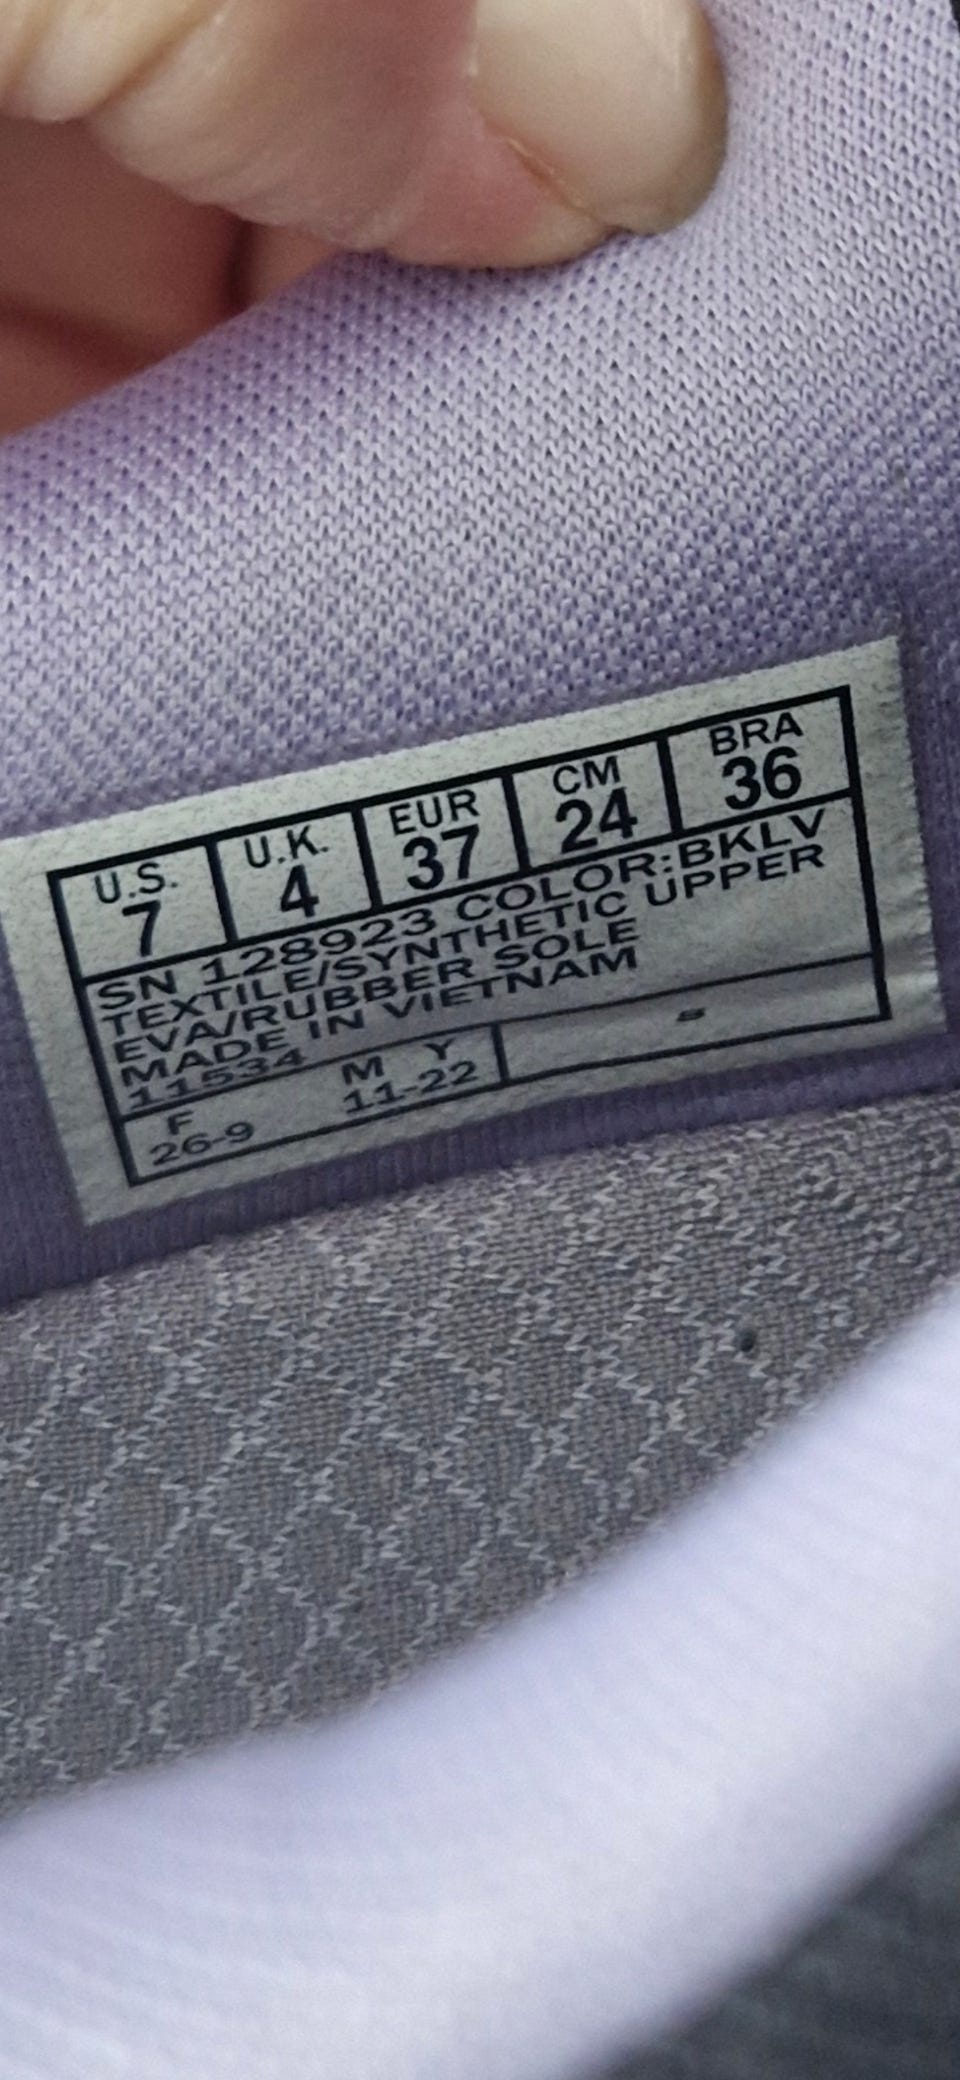 U.S. U.K. EUR CM BRA
7 4 37 24 36
SN 128923 COLOR:BKLV
TEXTILE/SYNTHETIC UPPER
EVA/RUBBER SOLE
MADE IN VIETNAM
11534
F M Y
26-9 11-22